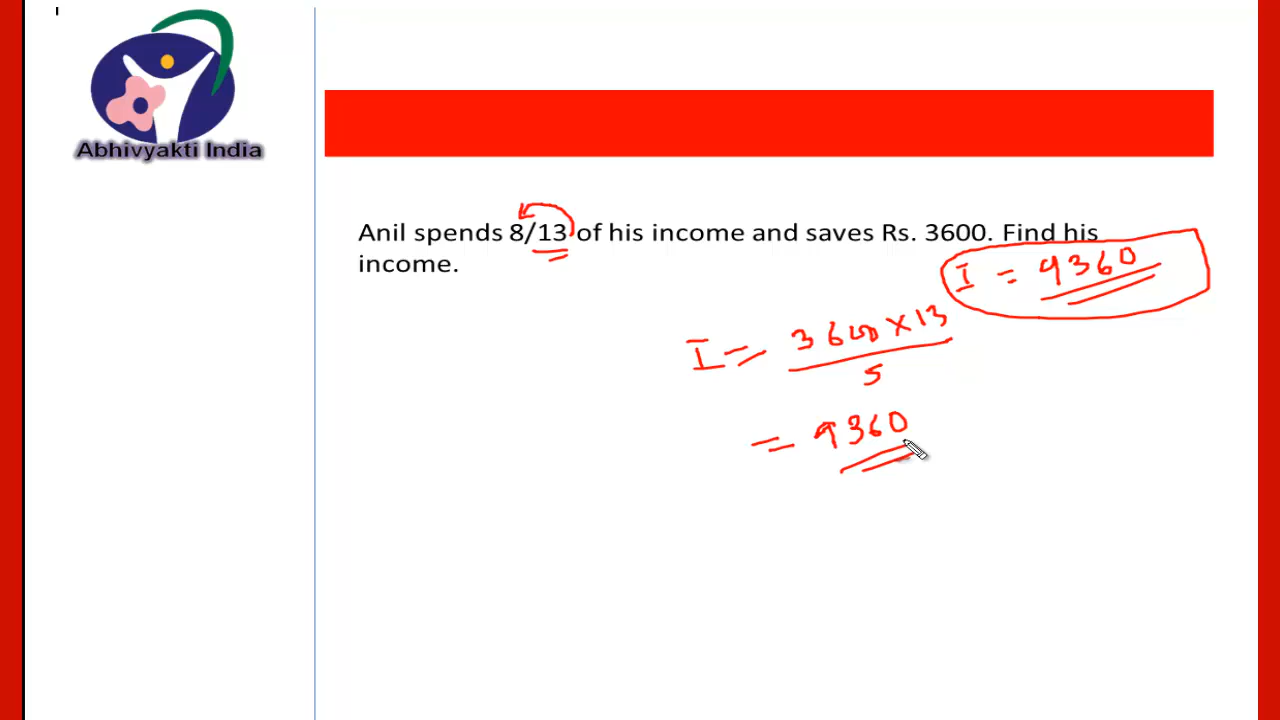 Abhivyakti India
Anil spends 8/13 of his income and saves Rs. 3600. Find his
income.
I = 9360
I = 3600 × 13
5
= 9360